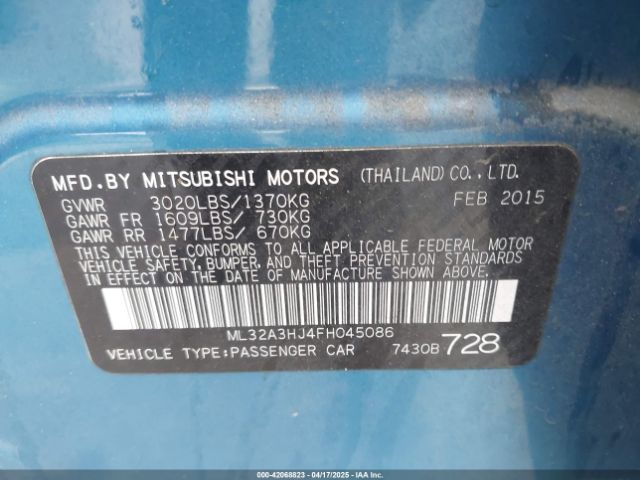 MFD.BY MITSUBISHI MOTORS (THAILAND)CO.,LTD.
GVWR 3020LBS/1370KG FEB 2015
GAWR FR 1609LBS/ 730KG
GAWR RR 1477LBS/ 670KG
THIS VEHICLE CONFORMS TO ALL APPLICABLE FEDERAL MOTOR
VEHICLE SAFETY, BUMPER, AND THEFT PREVENTION STANDARDS
IN EFFECT ON THE DATE OF MANUFACTURE SHOWN ABOVE.
ML32A3HJ4FH045086
VEHICLE TYPE:PASSENGER CAR 7430B 728
000-42068823 - 04/17/2025 - IAAI.COM